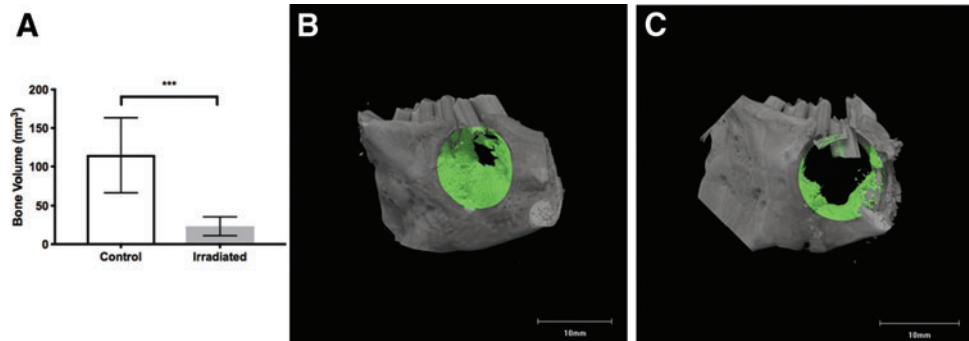 A
B
C
***
200
150
100
50
0
Bone Volume (mm³)
Control
Irradiated
10mm
10mm